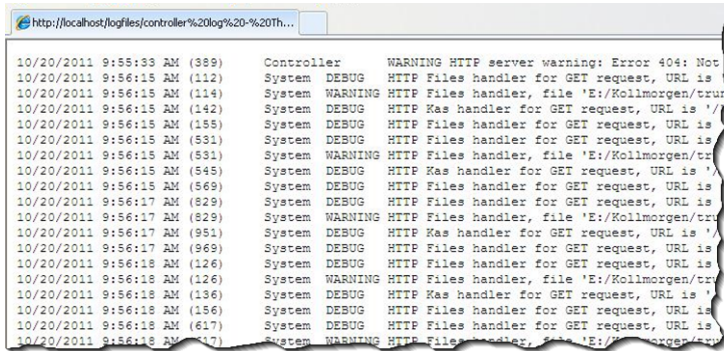 http://localhost/logfiles/controller%20log%20-%20Th...
10/20/2011 9:55:33 AM (389) Controller WARNING HTTP server warning: Error 404: Not
10/20/2011 9:56:15 AM (112) System DEBUG HTTP Files handler for GET request, URL is '
10/20/2011 9:56:15 AM (114) System WARNING HTTP Files handler, file 'E:/Kollmorgen/trun
10/20/2011 9:56:15 AM (142) System DEBUG HTTP Kas handler for GET request, URL is '/
10/20/2011 9:56:15 AM (155) System DEBUG HTTP Files handler for GET request, URL is
10/20/2011 9:56:15 AM (531) System DEBUG HTTP Files handler for GET request, URL is
10/20/2011 9:56:15 AM (531) System WARNING HTTP Files handler, file 'E:/Kollmorgen/tr
10/20/2011 9:56:15 AM (545) System DEBUG HTTP Kas handler for GET request, URL is '/
10/20/2011 9:56:15 AM (569) System DEBUG HTTP Files handler for GET request, URL is
10/20/2011 9:56:17 AM (829) System DEBUG HTTP Files handler for GET request, URL is
10/20/2011 9:56:17 AM (829) System WARNING HTTP Files handler, file 'E:/Kollmorgen/tru
10/20/2011 9:56:17 AM (951) System DEBUG HTTP Kas handler for GET request, URL is '/
10/20/2011 9:56:17 AM (969) System DEBUG HTTP Files handler for GET request, URL is
10/20/2011 9:56:18 AM (126) System DEBUG HTTP Files handler for GET request, URL is
10/20/2011 9:56:18 AM (126) System WARNING HTTP Files handler, file 'E:/Kollmorgen/tru
10/20/2011 9:56:18 AM (136) System DEBUG HTTP Kas handler for GET request, URL is '
10/20/2011 9:56:18 AM (156) System DEBUG HTTP Files handler for GET request, URL is
10/20/2011 9:56:18 AM (617) System DEBUG HTTP Files handler for GET request, URL is
10/20/2011 9:56:18 AM System WARNING HTTP Files handler, file